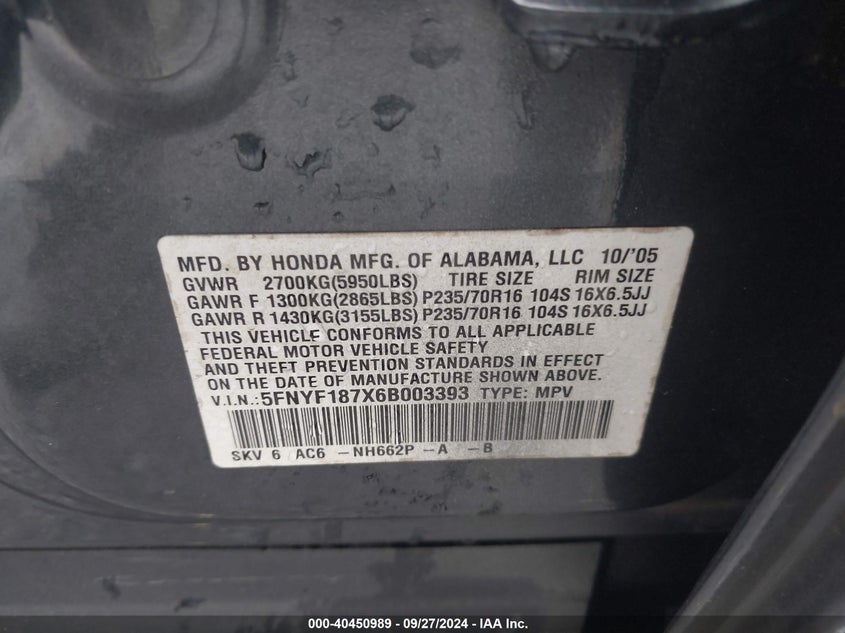 MFD. BY HONDA MFG. OF ALABAMA, LLC 10/'05
GVWR 2700KG(5950LBS) TIRE SIZE RIM SIZE
GAWR F 1300KG(2865LBS) P235/70R16 104S 16X6.5JJ
GAWR R 1430KG(3155LBS) P235/70R16 104S 16X6.5JJ
THIS VEHICLE CONFORMS TO ALL APPLICABLE
FEDERAL MOTOR VEHICLE SAFETY
AND THEFT PREVENTION STANDARDS IN EFFECT
ON THE DATE OF MANUFACTURE SHOWN ABOVE.
V.I.N.:5FNYF187X6B003393 TYPE: MPV
SKV 6 AC6 -NH662P -A -B
000-40450989 - 09/27/2024 - IAA Inc.